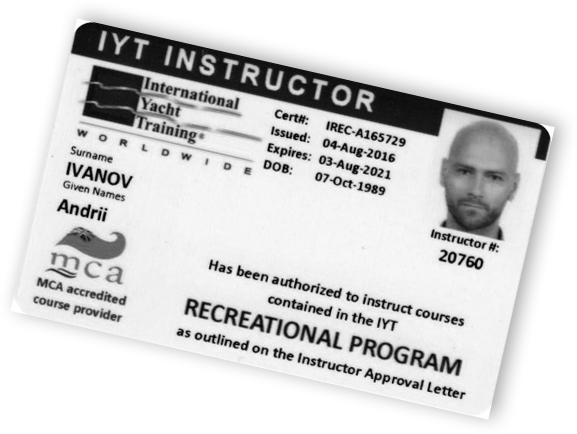 IYT INSTRUCTOR
International
Yacht
Training®
WORLDWIDE
Cert#: IREC-A165729
Issued: 04-Aug-2016
Expires: 03-Aug-2021
DOB: 07-Oct-1989
Surname
IVANOV
Given Names
Andrii
mca
MCA accredited
course provider
Instructor #:
20760
Has been authorized to instruct courses
contained in the IYT
RECREATIONAL PROGRAM
as outlined on the Instructor Approval Letter